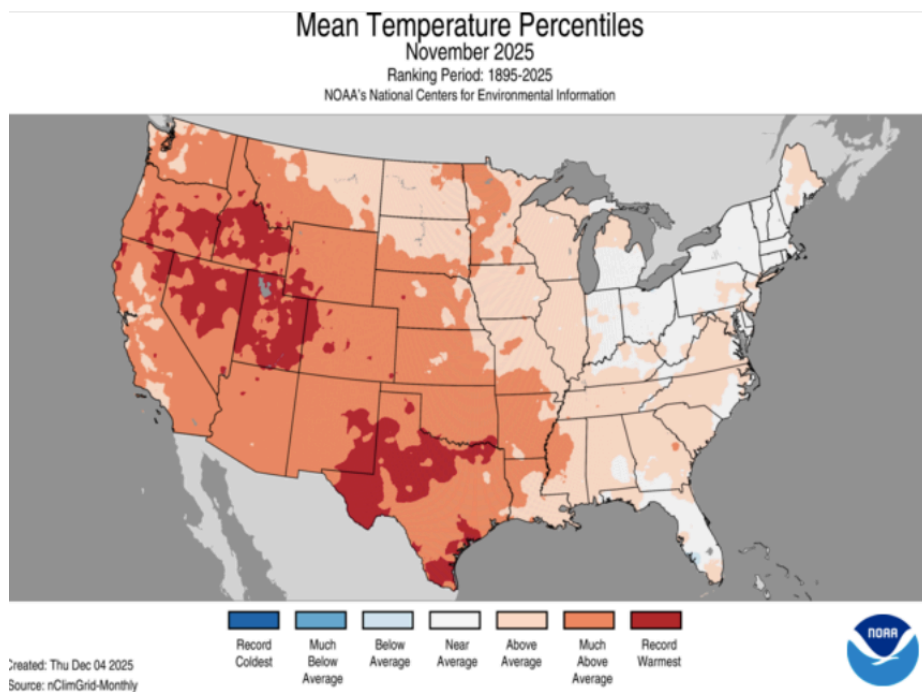 Mean Temperature Percentiles
November 2025
Ranking Period: 1895-2025
NOAA's National Centers for Environmental Information
Record
Coldest
Much
Below
Average
Below
Average
Near
Average
Above
Average
Much
Above
Average
Record
Warmest
NOAA
Created: Thu Dec 04 2025
Source: nClimGrid-Monthly